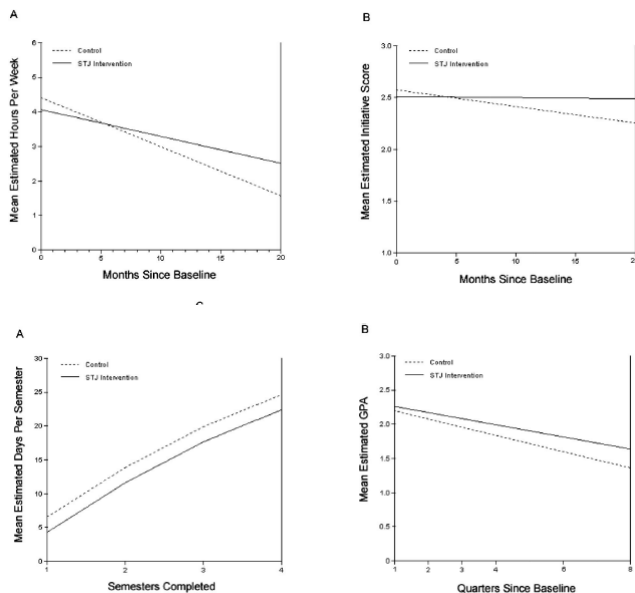 A
Mean Estimated Hours Per Week
6
5
4
3
2
1
0
Control
STJ Intervention
0 5 10 15 20
Months Since Baseline
B
Mean Estimated Initiative Score
3.0
2.5
2.0
1.5
1.0
Control
STJ Intervention
0 5 10 15 20
Months Since Baseline
A
Mean Estimated Days Per Semester
30
25
20
15
10
5
0
Control
STJ Intervention
1 2 3 4
Semesters Completed
B
Mean Estimated GPA
3.0
2.5
2.0
1.5
1.0
0.5
0
Control
STJ Intervention
1 2 3 4 6 8
Quarters Since Baseline